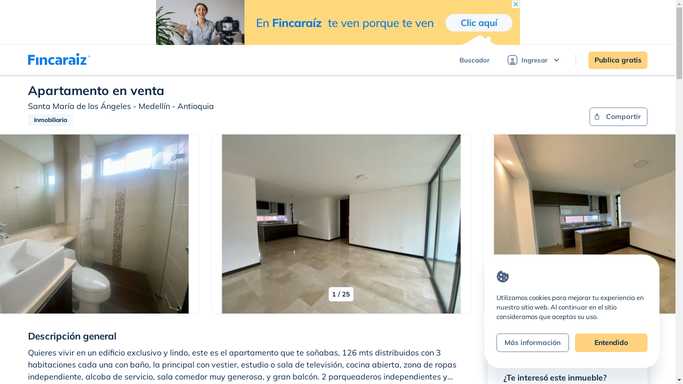 En Fincaraíz te ven porque te ven
Clic aquí
Fincaraíz
Buscador
Ingresar
Publica gratis
Apartamento en venta
Santa María de los Ángeles - Medellín - Antioquia
Inmobiliaria
Compartir
1 / 25
Utilizamos cookies para mejorar tu experiencia en
nuestro sitio web. Al continuar en el sitio
consideramos que aceptas su uso.
Más información
Entendido
Descripción general
Quieres vivir en un edificio exclusivo y lindo, este es el apartamento que te soñabas, 126 mts distribuidos con 3
habitaciones cada una con baño, la principal con vestier, estudio o sala de televisión, cocina abierta, zona de ropas
independiente, alcoba de servicio, sala comedor muy generosa, y gran balcón. 2 parqueaderos independientes y...
¿Te interesó este inmueble?